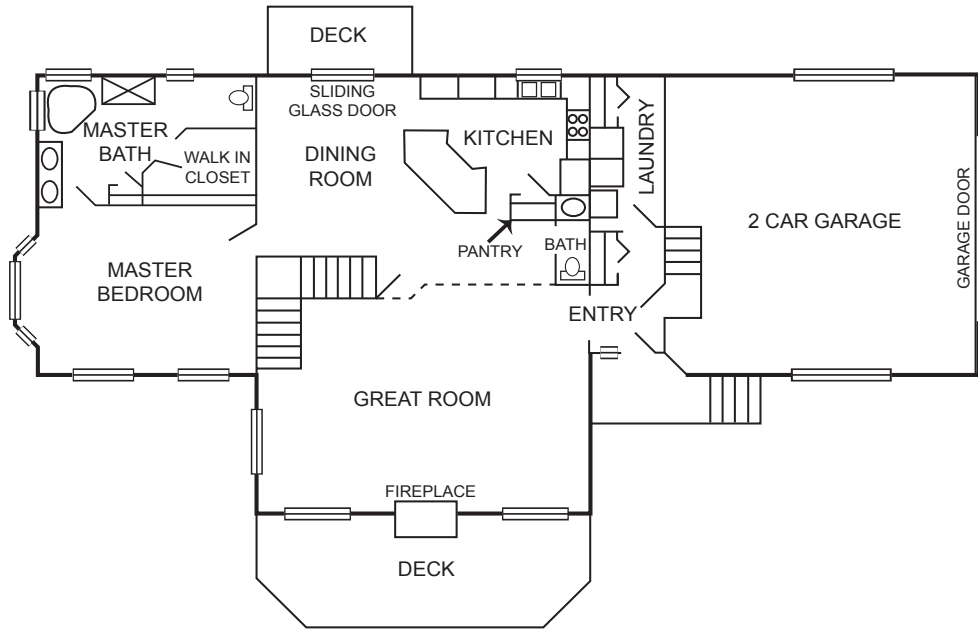 DECK
SLIDING
GLASS DOOR
MASTER
BATH
WALK IN
CLOSET
DINING
ROOM
KITCHEN
LAUNDRY
PANTRY
BATH
2 CAR GARAGE
GARAGE DOOR
MASTER
BEDROOM
ENTRY
GREAT ROOM
FIREPLACE
DECK